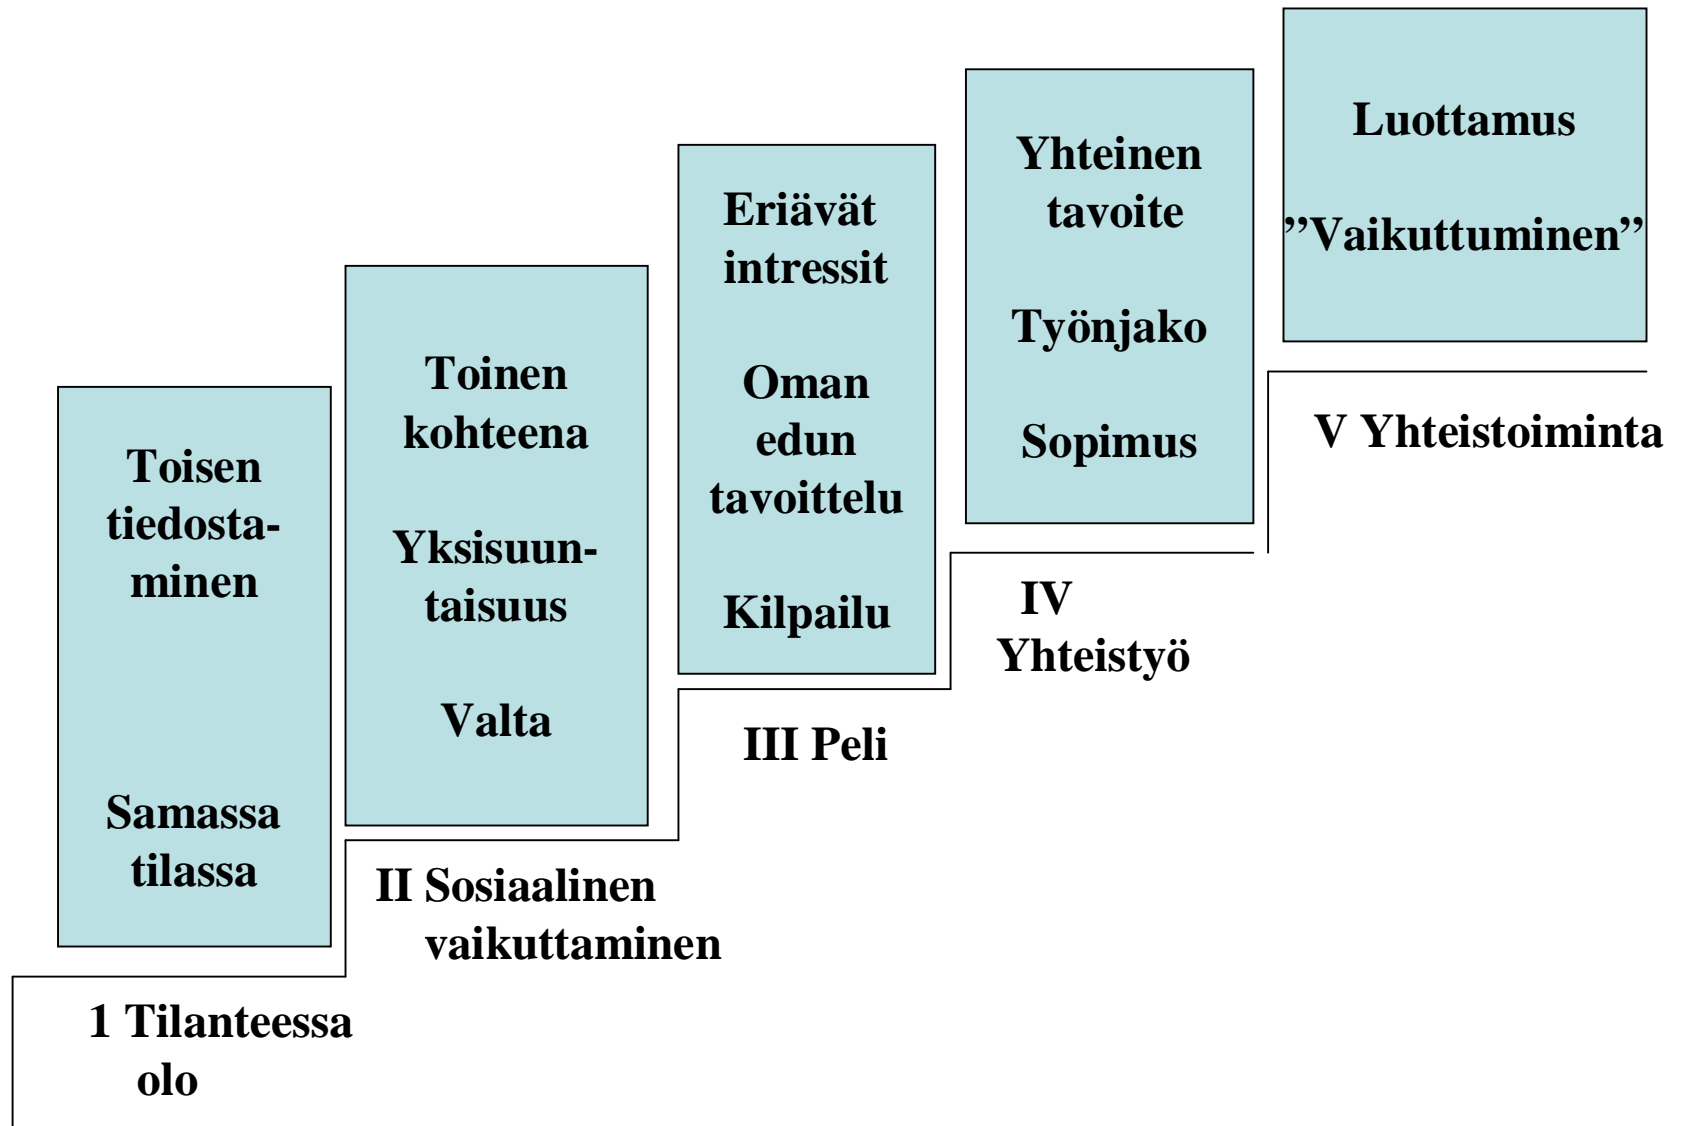 Toisen
tiedosta-
minen
Samassa
tilassa
1 Tilanteessa
olo
Toinen
kohteena
Yksisuun-
taisuus
Valta
II Sosiaalinen
vaikuttaminen
Eriävät
intressit
Oman
edun
tavoittelu
Kilpailu
III Peli
Yhteinen
tavoite
Työnjako
Sopimus
IV
Yhteistyö
Luottamus
”Vaikuttuminen”
V Yhteistoiminta